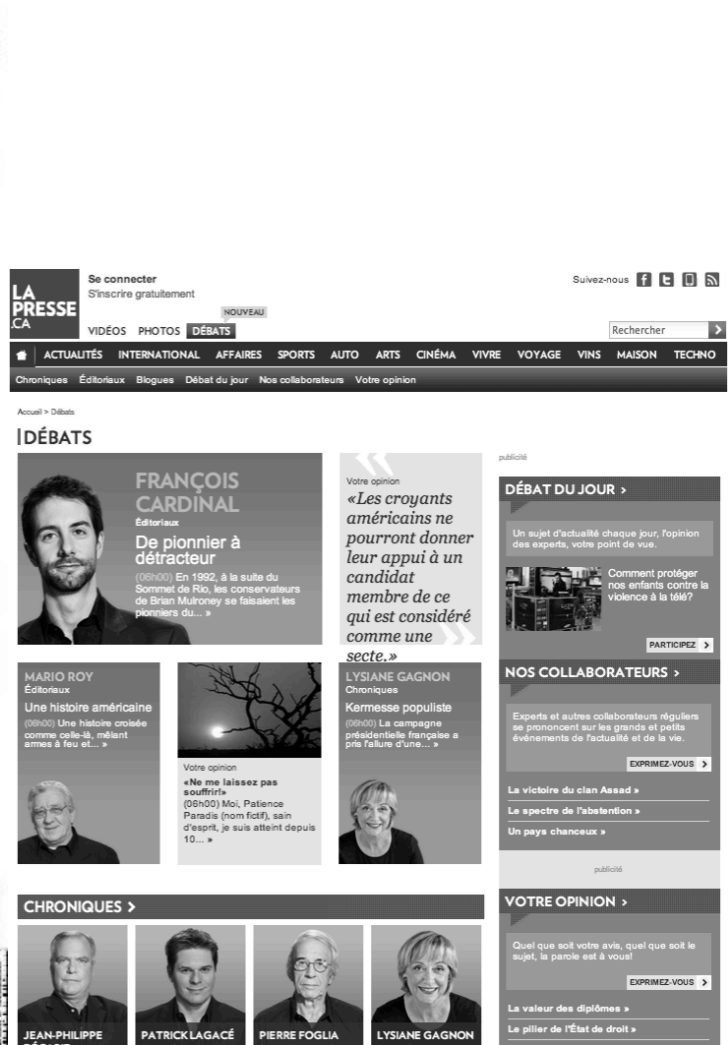 LA
PRESSE
.CA
Se connecter
S'inscrire gratuitement
Suivez-nous
NOUVEAU
VIDÉOS PHOTOS DÉBATS
Rechercher
ACTUALITÉS INTERNATIONAL AFFAIRES SPORTS AUTO ARTS CINÉMA VIVRE VOYAGE VINS MAISON TECHNO
Chroniques Éditoriaux Blogues Débat du jour Nos collaborateurs Votre opinion
Accueil > Débats
DÉBATS
FRANÇOIS
CARDINAL
Éditoriaux
De pionnier à
détracteur
(06h00) En 1992, à la suite du
Sommet de Rio, les conservateurs
de Brian Mulroney se faisaient les
pionniers du... »
Votre opinion
«Les croyants
américains ne
pourront donner
leur appui à un
candidat
membre de ce
qui est considéré
comme une
secte.»
MARIO ROY
Éditoriaux
Une histoire américaine
(06h00) Une histoire croisée
comme celle-là, mêlant
armes à feu et... »
Votre opinion
«Ne me laissez pas
souffrir!»
(06h00) Moi, Patience
Paradis (nom fictif), sain
d'esprit, je suis atteint depuis
10... »
LYSIANE GAGNON
Chroniques
Kermesse populiste
(06h00) La campagne
présidentielle française a
pris l'allure d'une... »
CHRONIQUES >
JEAN-PHILIPPE
PATRICK LAGACÉ
PIERRE FOGLIA
LYSIANE GAGNON
publicité
DÉBAT DU JOUR >
Un sujet d'actualité chaque jour, l'opinion
des experts, votre point de vue.
Comment protéger
nos enfants contre la
violence à la télé?
PARTICIPEZ >
NOS COLLABORATEURS >
Experts et autres collaborateurs réguliers
se prononcent sur les grands et petits
événements de l'actualité et de la vie.
EXPRIMEZ-VOUS >
La victoire du clan Assad »
Le spectre de l'abstention »
Un pays chanceux »
publicité
VOTRE OPINION >
Quel que soit votre avis, quel que soit le
sujet, la parole est à vous!
EXPRIMEZ-VOUS >
La valeur des diplômes »
Le pilier de l'État de droit »